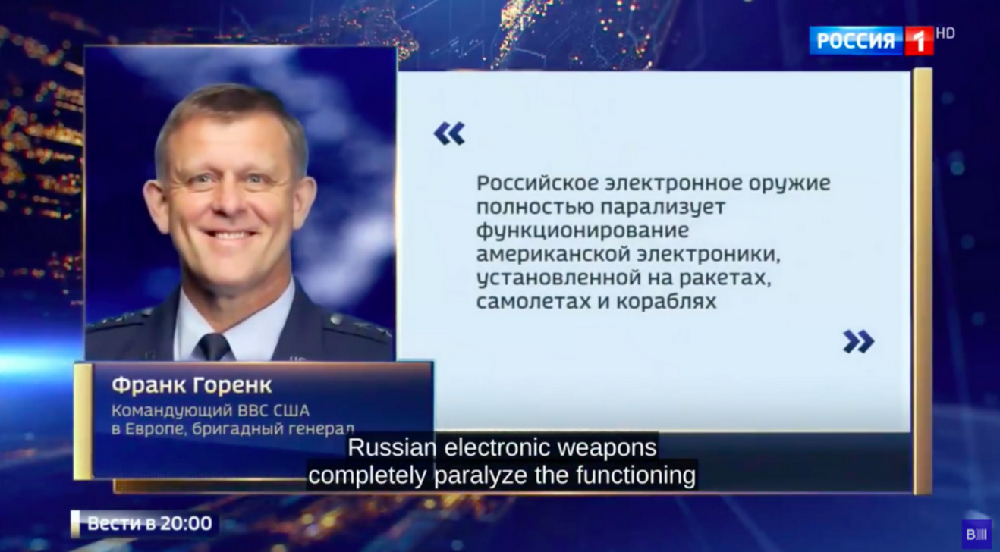 РОССИЯ 1 HD
«
Российское электронное оружие
полностью парализует
функционирование
американской электроники,
установленной на ракетах,
самолетах и кораблях
»
Франк Горенк
Командующий ВВС США
в Европе, бригадный генерал
Russian electronic weapons
completely paralyze the functioning
Вести в 20:00